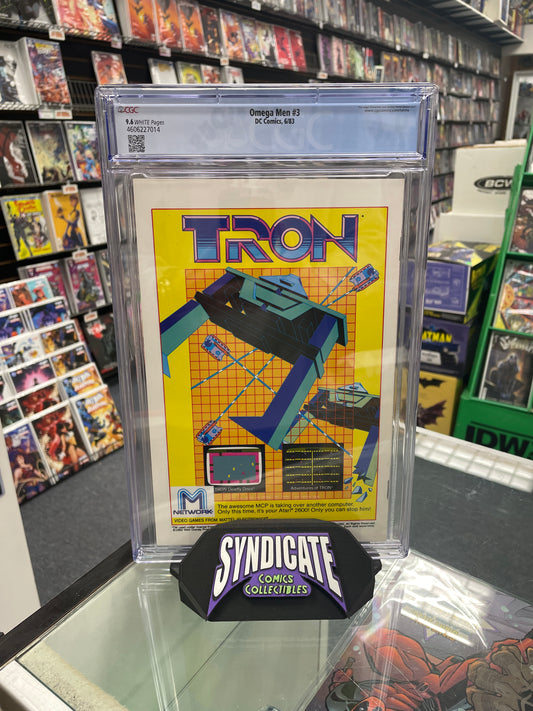 CGC
Omega Men #3
DC Comics, 6/83
9.6 WHITE Pages
4606227014
TRON
TRON Deadly Discs
Adventures of TRON
M
NETWORK
The awesome MCP is taking over another computer.
Only this time, it's your Atari 2600! Only you can stop him!
VIDEO GAMES FROM MATTEL
SYNDICATE
COMICS
COLLECTIBLES
BCW
BATMAN
IDW